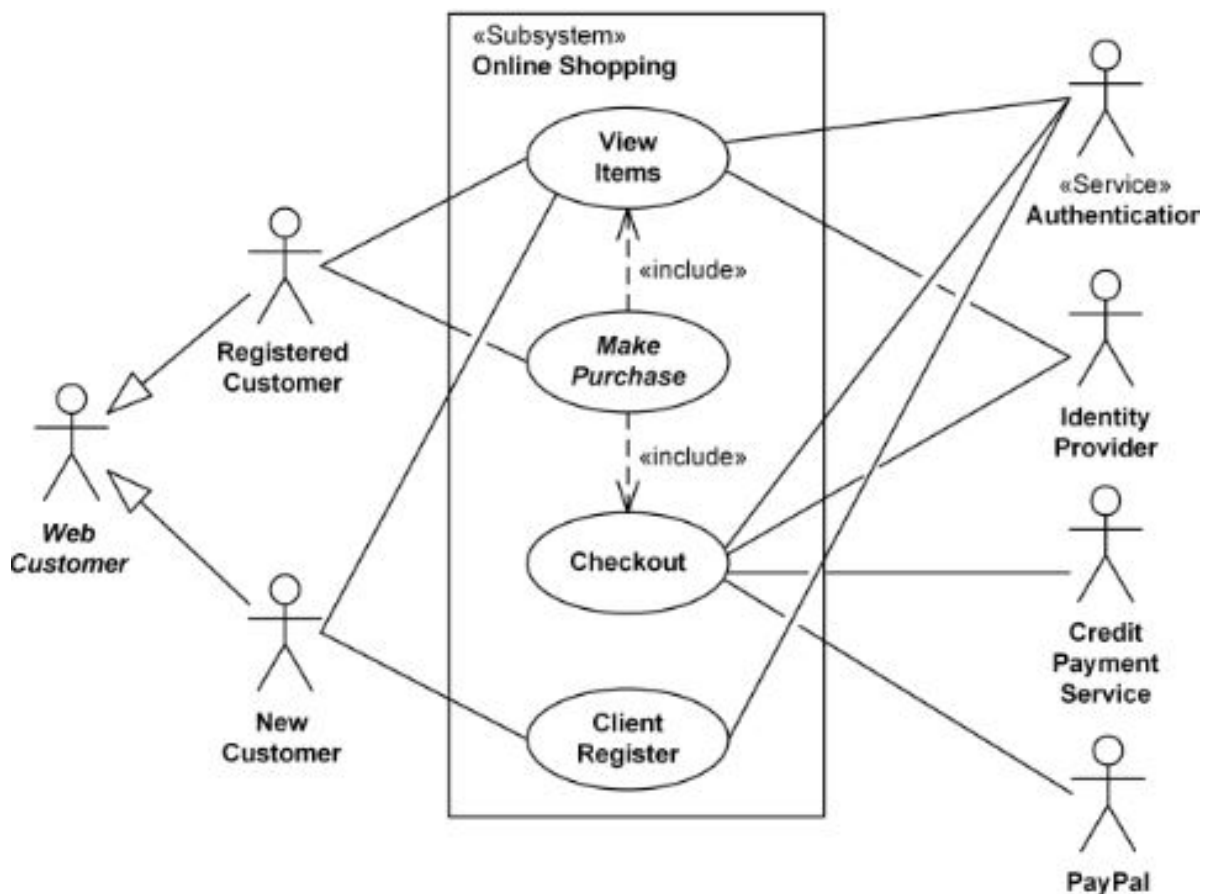 «Subsystem»
Online Shopping
View
Items
«include»
Make
Purchase
«include»
Checkout
Client
Register
Registered
Customer
Web
Customer
New
Customer
«Service»
Authentication
Identity
Provider
Credit
Payment
Service
PayPal